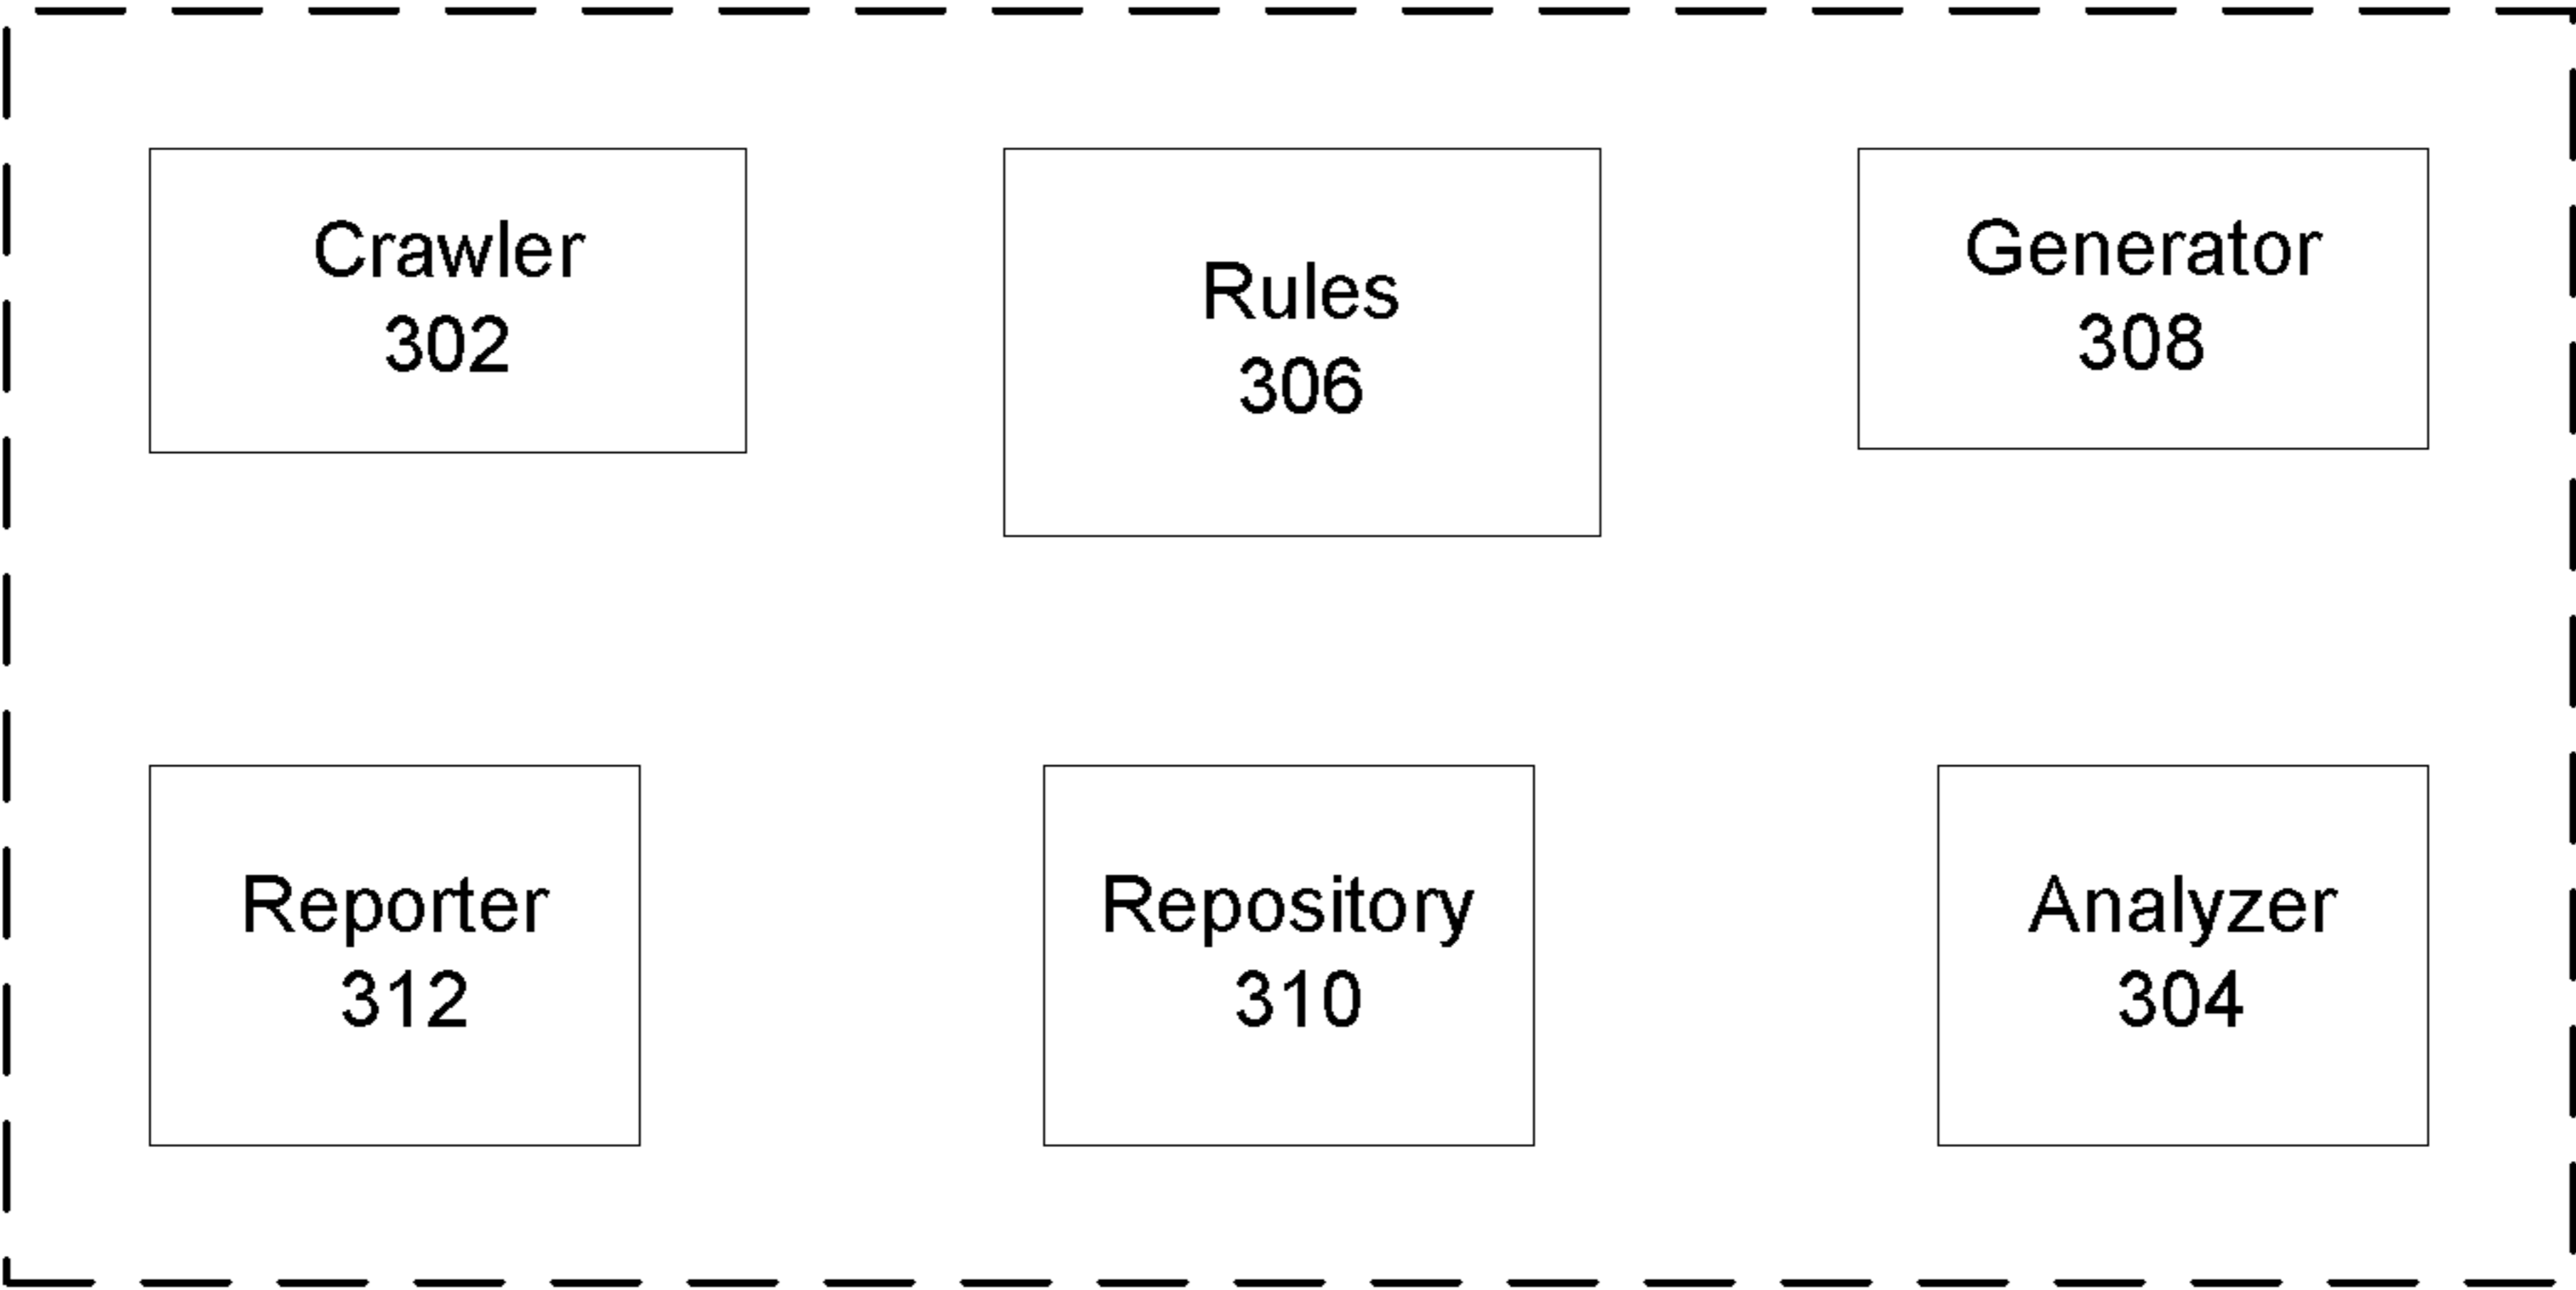 Crawler
302
Rules
306
Generator
308
Reporter
312
Repository
310
Analyzer
304